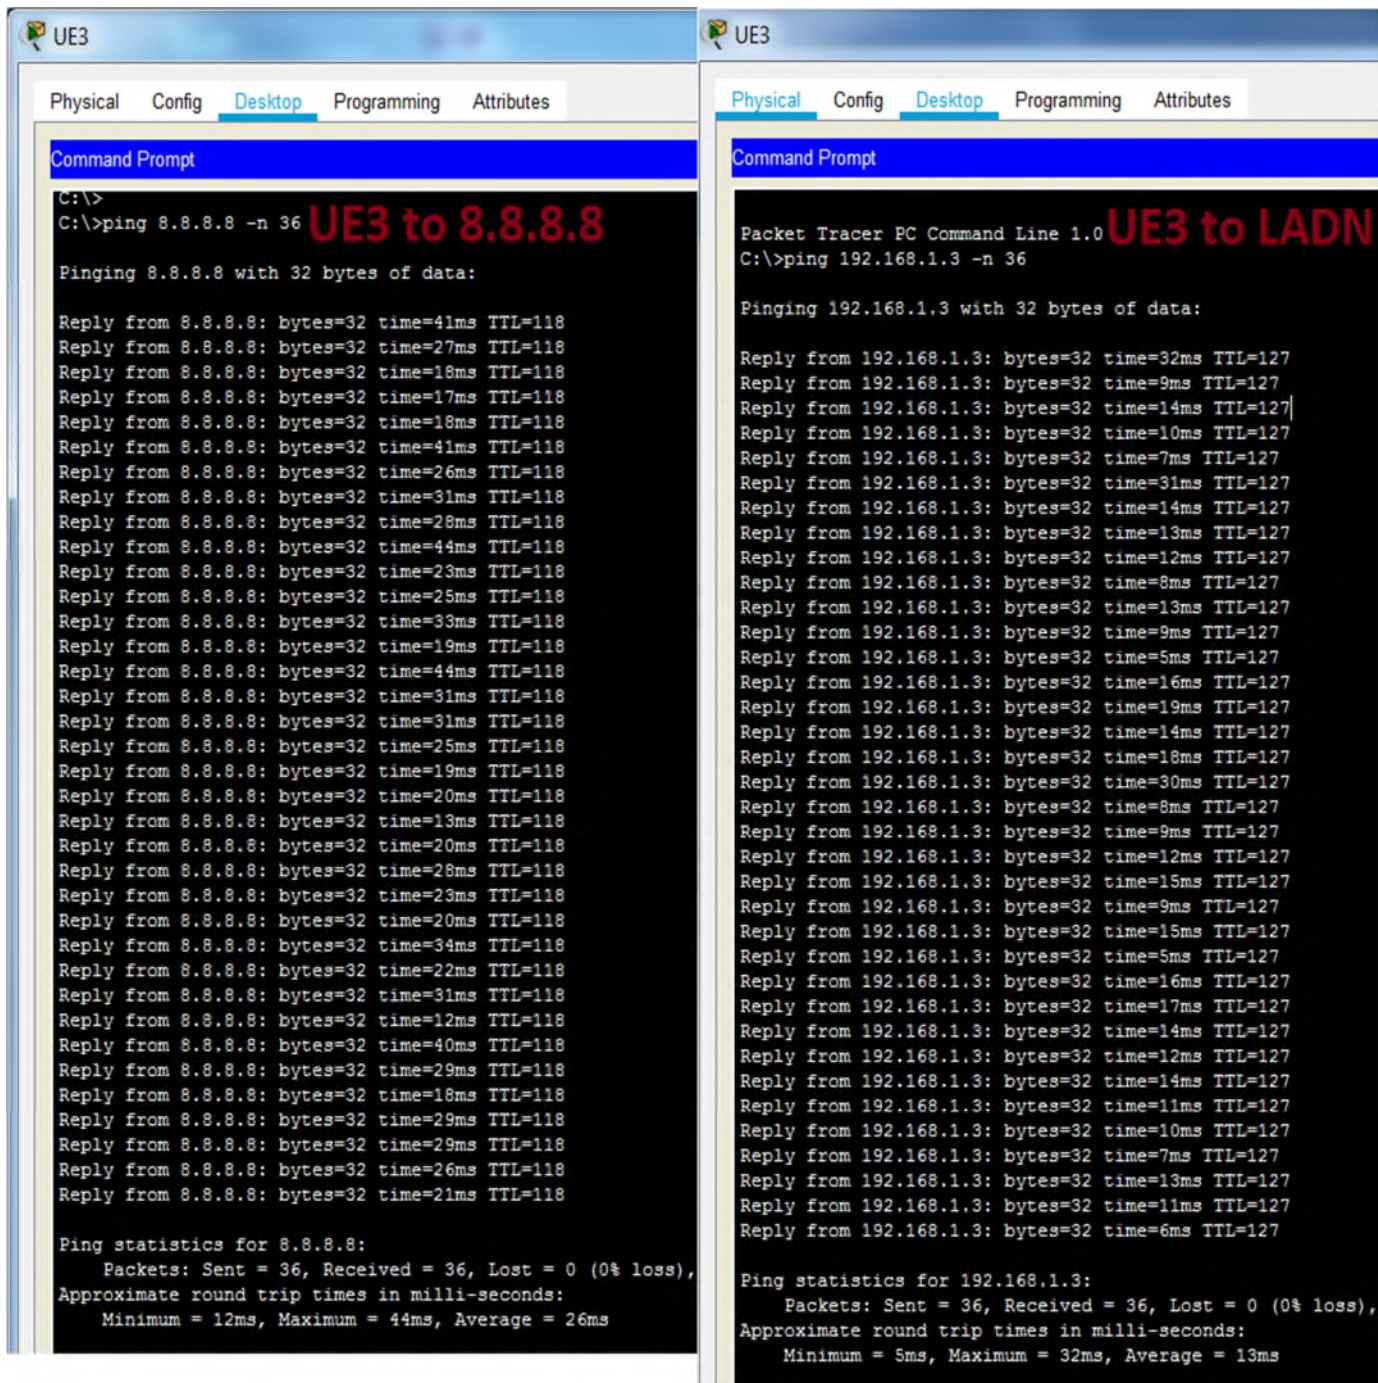 UE3
Physical Config Desktop Programming Attributes
Command Prompt
C:\>
C:\>ping 8.8.8.8 -n 36
UE3 to 8.8.8.8
Pinging 8.8.8.8 with 32 bytes of data:
Reply from 8.8.8.8: bytes=32 time=41ms TTL=118
Reply from 8.8.8.8: bytes=32 time=27ms TTL=118
Reply from 8.8.8.8: bytes=32 time=18ms TTL=118
Reply from 8.8.8.8: bytes=32 time=17ms TTL=118
Reply from 8.8.8.8: bytes=32 time=18ms TTL=118
Reply from 8.8.8.8: bytes=32 time=41ms TTL=118
Reply from 8.8.8.8: bytes=32 time=26ms TTL=118
Reply from 8.8.8.8: bytes=32 time=31ms TTL=118
Reply from 8.8.8.8: bytes=32 time=28ms TTL=118
Reply from 8.8.8.8: bytes=32 time=44ms TTL=118
Reply from 8.8.8.8: bytes=32 time=23ms TTL=118
Reply from 8.8.8.8: bytes=32 time=25ms TTL=118
Reply from 8.8.8.8: bytes=32 time=33ms TTL=118
Reply from 8.8.8.8: bytes=32 time=19ms TTL=118
Reply from 8.8.8.8: bytes=32 time=44ms TTL=118
Reply from 8.8.8.8: bytes=32 time=31ms TTL=118
Reply from 8.8.8.8: bytes=32 time=31ms TTL=118
Reply from 8.8.8.8: bytes=32 time=25ms TTL=118
Reply from 8.8.8.8: bytes=32 time=19ms TTL=118
Reply from 8.8.8.8: bytes=32 time=20ms TTL=118
Reply from 8.8.8.8: bytes=32 time=13ms TTL=118
Reply from 8.8.8.8: bytes=32 time=20ms TTL=118
Reply from 8.8.8.8: bytes=32 time=28ms TTL=118
Reply from 8.8.8.8: bytes=32 time=23ms TTL=118
Reply from 8.8.8.8: bytes=32 time=20ms TTL=118
Reply from 8.8.8.8: bytes=32 time=34ms TTL=118
Reply from 8.8.8.8: bytes=32 time=22ms TTL=118
Reply from 8.8.8.8: bytes=32 time=31ms TTL=118
Reply from 8.8.8.8: bytes=32 time=12ms TTL=118
Reply from 8.8.8.8: bytes=32 time=40ms TTL=118
Reply from 8.8.8.8: bytes=32 time=29ms TTL=118
Reply from 8.8.8.8: bytes=32 time=18ms TTL=118
Reply from 8.8.8.8: bytes=32 time=29ms TTL=118
Reply from 8.8.8.8: bytes=32 time=29ms TTL=118
Reply from 8.8.8.8: bytes=32 time=26ms TTL=118
Reply from 8.8.8.8: bytes=32 time=21ms TTL=118
Ping statistics for 8.8.8.8:
Packets: Sent = 36, Received = 36, Lost = 0 (0% loss),
Approximate round trip times in milli-seconds:
Minimum = 12ms, Maximum = 44ms, Average = 26ms
UE3
Physical Config Desktop Programming Attributes
Command Prompt
Packet Tracer PC Command Line 1.0
UE3 to LADN
C:\>ping 192.168.1.3 -n 36
Pinging 192.168.1.3 with 32 bytes of data:
Reply from 192.168.1.3: bytes=32 time=32ms TTL=127
Reply from 192.168.1.3: bytes=32 time=9ms TTL=127
Reply from 192.168.1.3: bytes=32 time=14ms TTL=127
Reply from 192.168.1.3: bytes=32 time=10ms TTL=127
Reply from 192.168.1.3: bytes=32 time=7ms TTL=127
Reply from 192.168.1.3: bytes=32 time=31ms TTL=127
Reply from 192.168.1.3: bytes=32 time=14ms TTL=127
Reply from 192.168.1.3: bytes=32 time=13ms TTL=127
Reply from 192.168.1.3: bytes=32 time=12ms TTL=127
Reply from 192.168.1.3: bytes=32 time=8ms TTL=127
Reply from 192.168.1.3: bytes=32 time=13ms TTL=127
Reply from 192.168.1.3: bytes=32 time=9ms TTL=127
Reply from 192.168.1.3: bytes=32 time=5ms TTL=127
Reply from 192.168.1.3: bytes=32 time=16ms TTL=127
Reply from 192.168.1.3: bytes=32 time=19ms TTL=127
Reply from 192.168.1.3: bytes=32 time=14ms TTL=127
Reply from 192.168.1.3: bytes=32 time=18ms TTL=127
Reply from 192.168.1.3: bytes=32 time=30ms TTL=127
Reply from 192.168.1.3: bytes=32 time=8ms TTL=127
Reply from 192.168.1.3: bytes=32 time=9ms TTL=127
Reply from 192.168.1.3: bytes=32 time=12ms TTL=127
Reply from 192.168.1.3: bytes=32 time=15ms TTL=127
Reply from 192.168.1.3: bytes=32 time=9ms TTL=127
Reply from 192.168.1.3: bytes=32 time=15ms TTL=127
Reply from 192.168.1.3: bytes=32 time=5ms TTL=127
Reply from 192.168.1.3: bytes=32 time=16ms TTL=127
Reply from 192.168.1.3: bytes=32 time=17ms TTL=127
Reply from 192.168.1.3: bytes=32 time=14ms TTL=127
Reply from 192.168.1.3: bytes=32 time=12ms TTL=127
Reply from 192.168.1.3: bytes=32 time=14ms TTL=127
Reply from 192.168.1.3: bytes=32 time=11ms TTL=127
Reply from 192.168.1.3: bytes=32 time=10ms TTL=127
Reply from 192.168.1.3: bytes=32 time=7ms TTL=127
Reply from 192.168.1.3: bytes=32 time=13ms TTL=127
Reply from 192.168.1.3: bytes=32 time=11ms TTL=127
Reply from 192.168.1.3: bytes=32 time=6ms TTL=127
Ping statistics for 192.168.1.3:
Packets: Sent = 36, Received = 36, Lost = 0 (0% loss),
Approximate round trip times in milli-seconds:
Minimum = 5ms, Maximum = 32ms, Average = 13ms